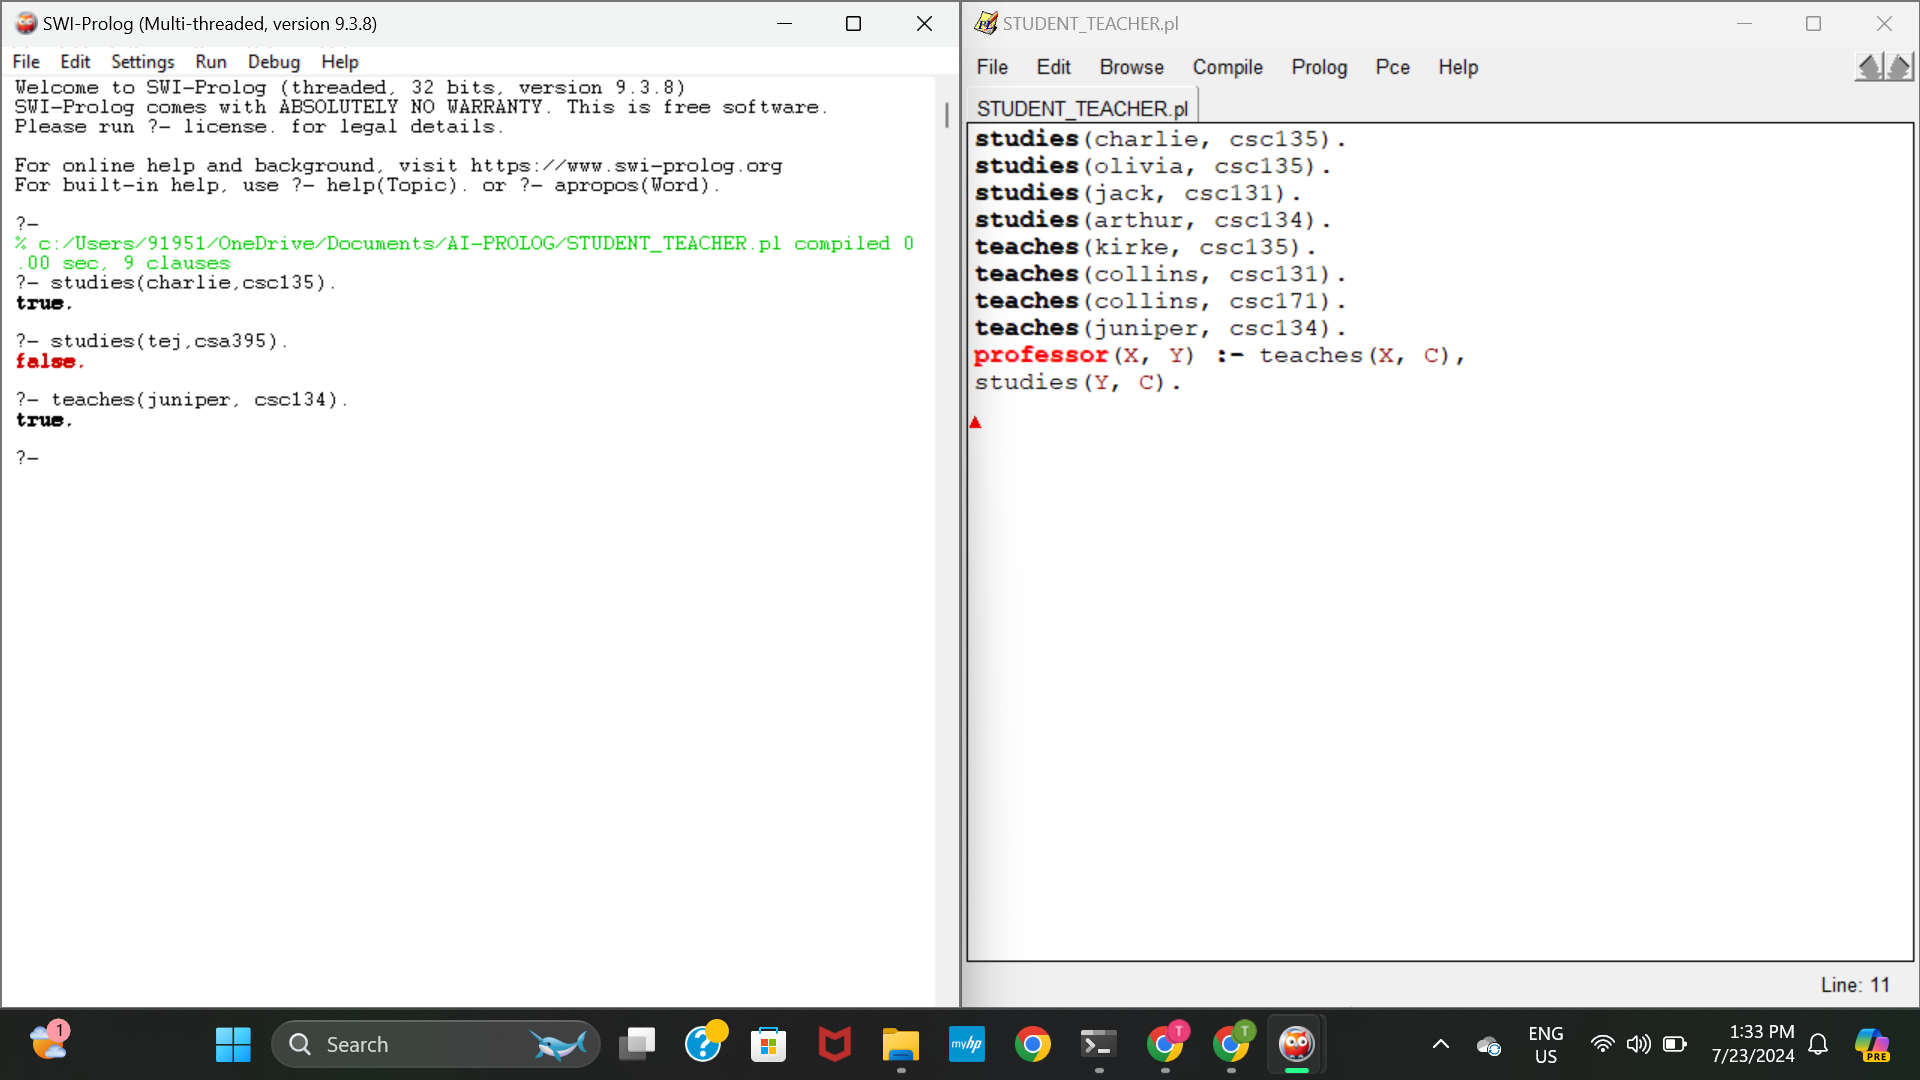 SWI-Prolog (Multi-threaded, version 9.3.8)
File Edit Settings Run Debug Help
Welcome to SWI-Prolog (threaded, 32 bits, version 9.3.8)
SWI-Prolog comes with ABSOLUTELY NO WARRANTY. This is free software.
Please run ?- license. for legal details.
For online help and background, visit https://www.swi-prolog.org
For built-in help, use ?- help(Topic). or ?- apropos(Word).
?-
% c:/Users/91951/OneDrive/Documents/AI-PROLOG/STUDENT_TEACHER.pl compiled 0
.00 sec, 9 clauses
?- studies(charlie,csc135).
true.
?- studies(tej,csa395).
false.
?- teaches(juniper, csc134).
true.
?-
STUDENT_TEACHER.pl
File Edit Browse Compile Prolog Pce Help
STUDENT_TEACHER.pl
studies(charlie, csc135).
studies(olivia, csc135).
studies(jack, csc131).
studies(arthur, csc134).
teaches(kirke, csc135).
teaches(collins, csc131).
teaches(collins, csc171).
teaches(juniper, csc134).
professor(X, Y) :- teaches(X, C),
studies(Y, C).
Line: 11
1
Search
?
myhp
T
T
ENG
US
1:33 PM
7/23/2024
PRE